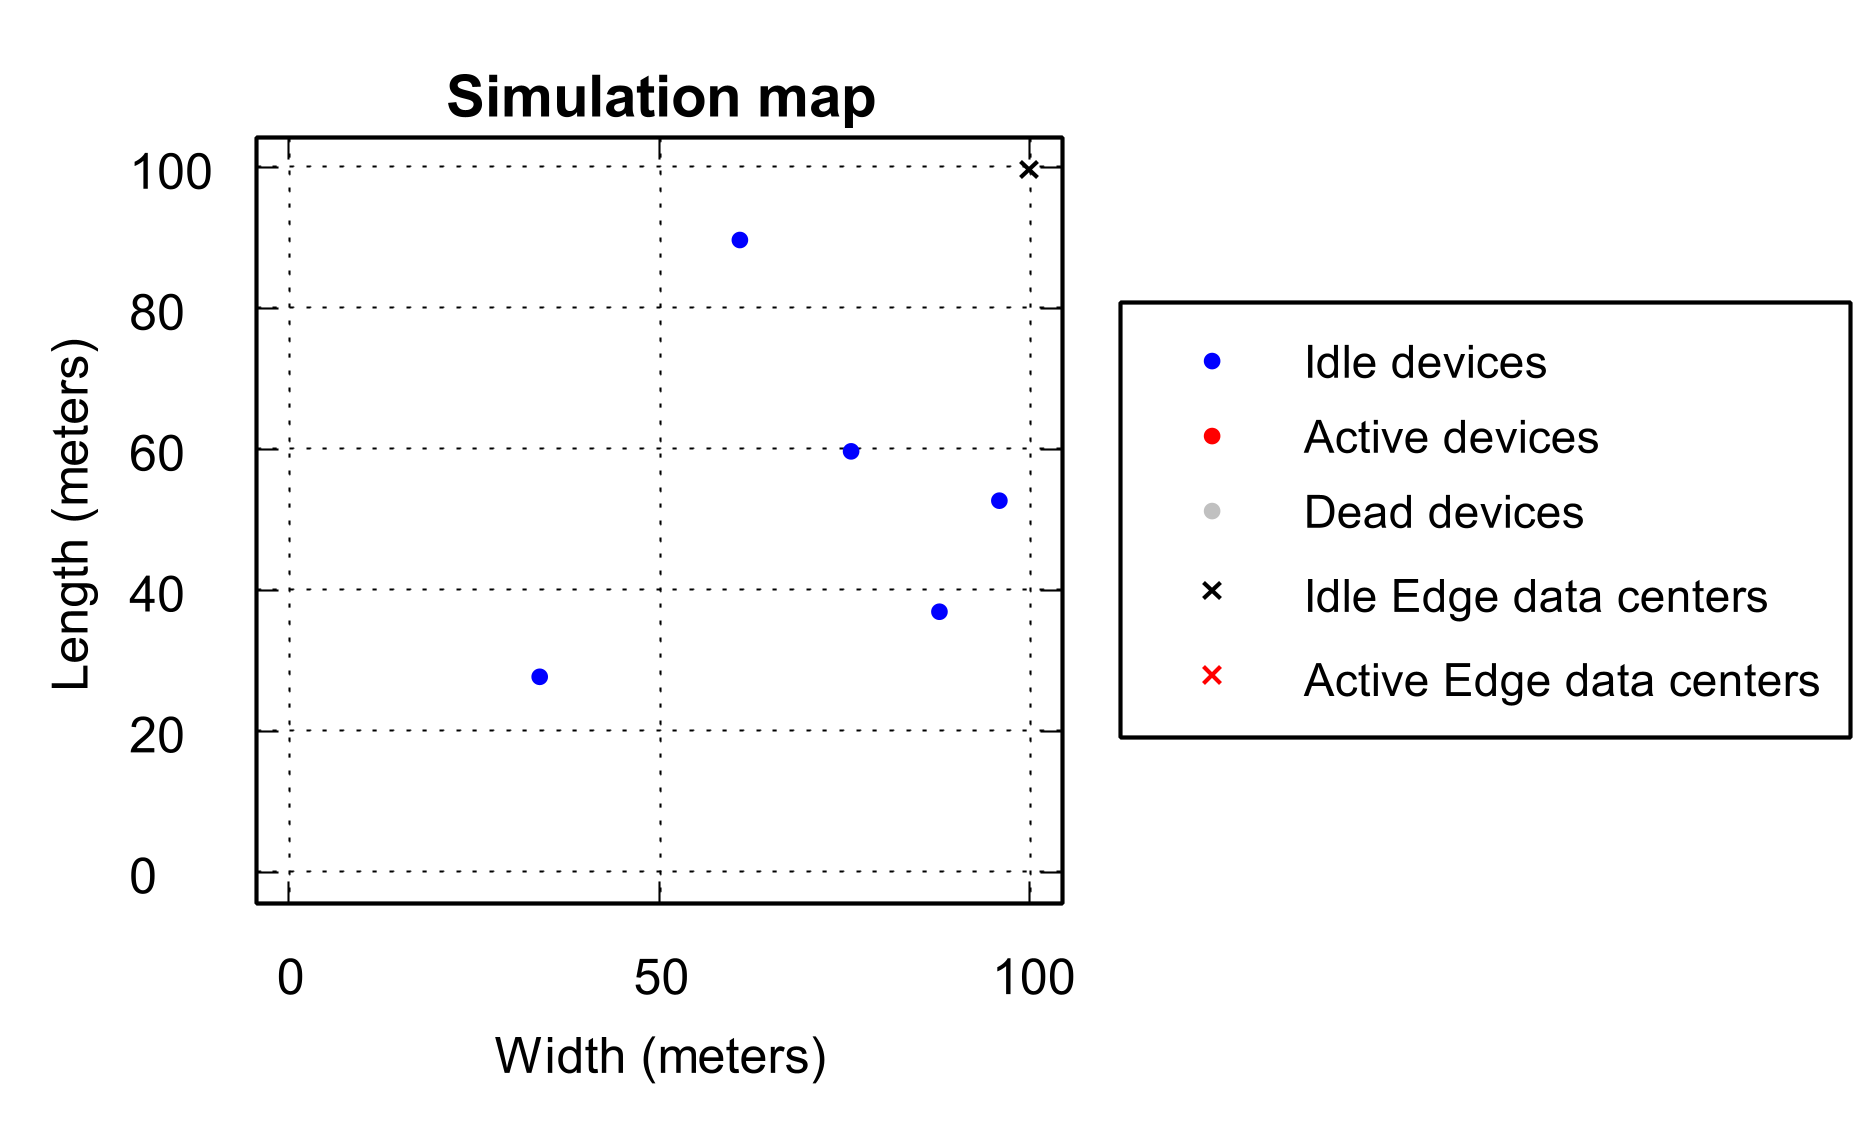 Simulation map
100
80
60
40
20
0
Length (meters)
0 50 100
Width (meters)
Idle devices
Active devices
Dead devices
Idle Edge data centers
Active Edge data centers